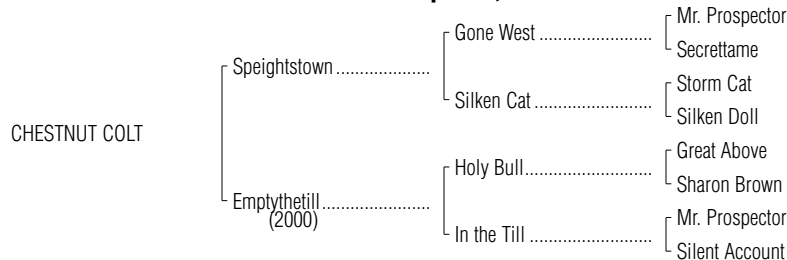 Mr. Prospector
Gone West ........................
Secrettame
Speightstown ....................
Storm Cat
Silken Cat .........................
Silken Doll
CHESTNUT COLT
Great Above
Holy Bull..........................
Sharon Brown
Emptythetill.......................
(2000)
Mr. Prospector
In the Till ..........................
Silent Account